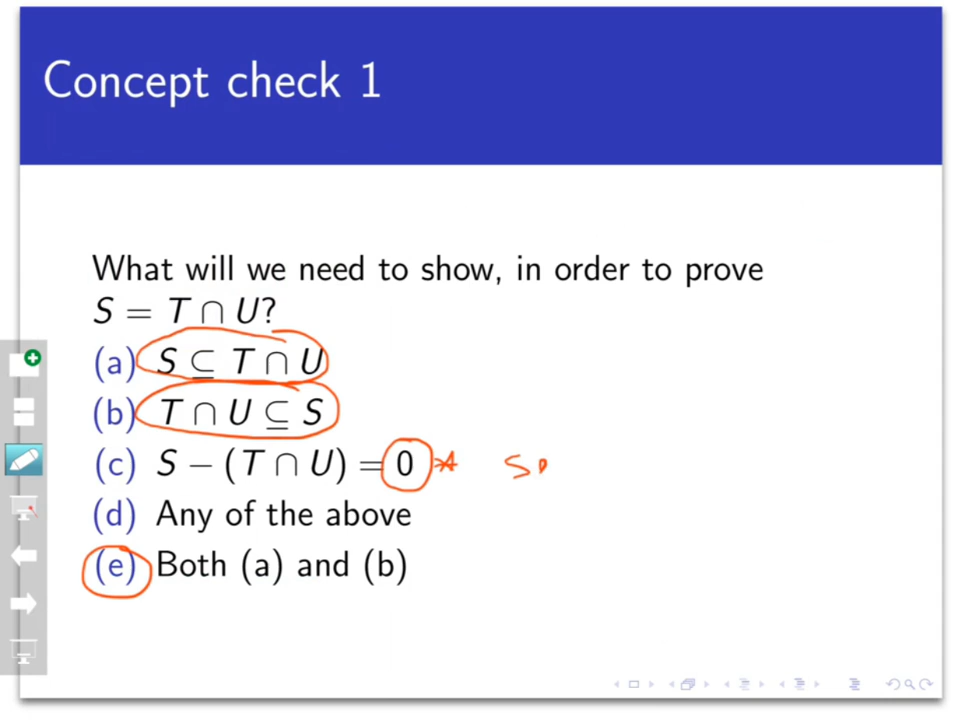 Concept check 1
What will we need to show, in order to prove
S = T ∩ U?
(a) S ⊆ T ∩ U
(b) T ∩ U ⊆ S
(c) S − (T ∩ U) = 0 * S
(d) Any of the above
(e) Both (a) and (b)